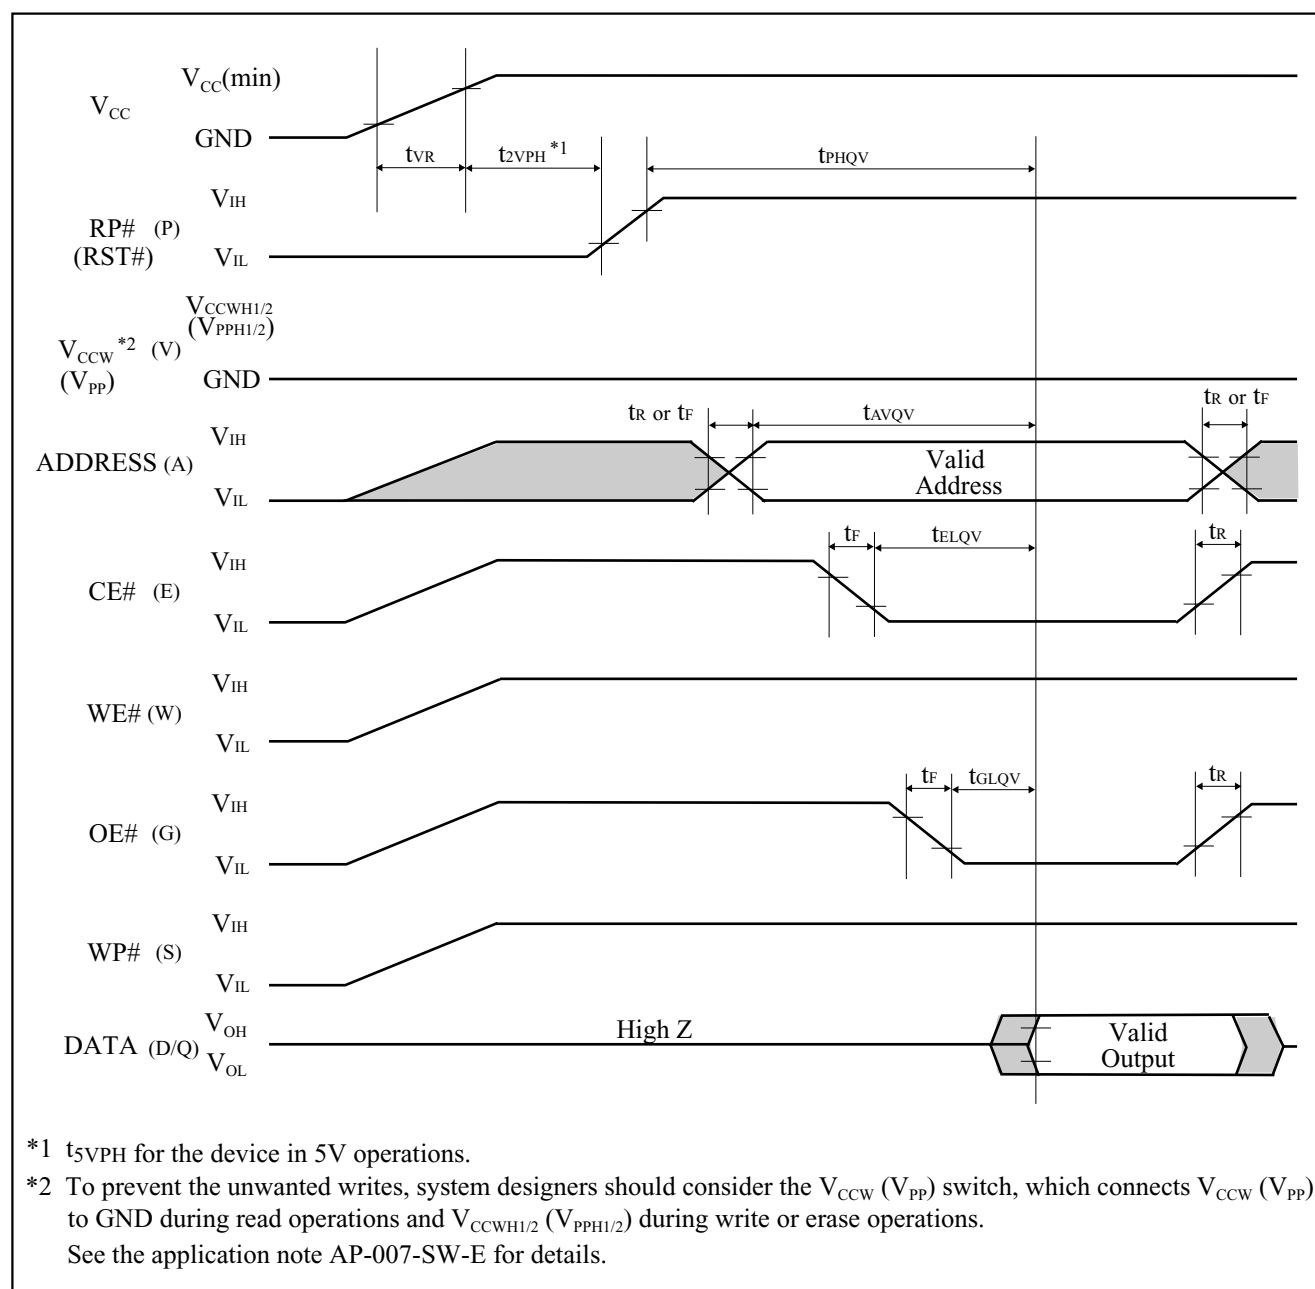 VCC(min)
VCC
GND
tVR
t2VPH *1
tPHQV
VIH
RP# (P)
(RST#)
VIL
VCCWH1/2
(VPPH1/2)
VCCW *2 (V)
(VPP)
GND
tR or tF
tAVQV
tR or tF
VIH
ADDRESS (A)
Valid
Address
VIL
tF
tELQV
tR
VIH
CE# (E)
VIL
VIH
WE# (W)
VIL
tF
tGLQV
tR
VIH
OE# (G)
VIL
VIH
WP# (S)
VIL
VOH
High Z
Valid
DATA (D/Q)
Output
VOL
*1 t5VPH for the device in 5V operations.
*2 To prevent the unwanted writes, system designers should consider the VCCW (VPP) switch, which connects VCCW (VPP)
to GND during read operations and VCCWH1/2 (VPPH1/2) during write or erase operations.
See the application note AP-007-SW-E for details.